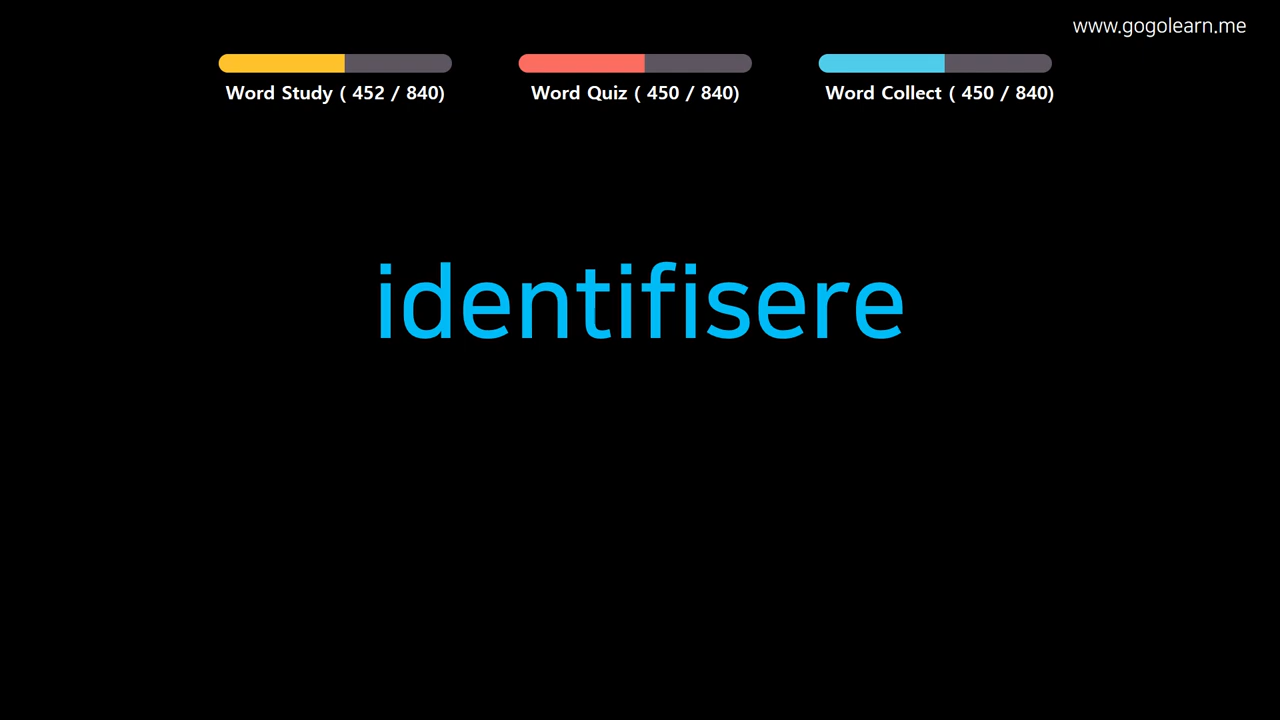 www.gogolearn.me
Word Study ( 452 / 840)
Word Quiz ( 450 / 840)
Word Collect ( 450 / 840)
identifisere